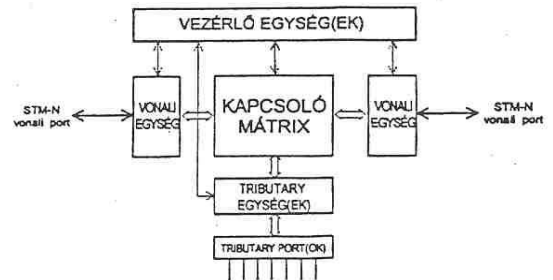 VEZÉRLŐ EGYSÉG(EK)
STM-N
vonali port
VONALI
EGYSÉG
KAPCSOLÓ
MÁTRIX
VONALI
EGYSÉG
STM-N
vonali port
TRIBUTARY
EGYSÉG(EK)
TRIBUTARY PORT(OK)